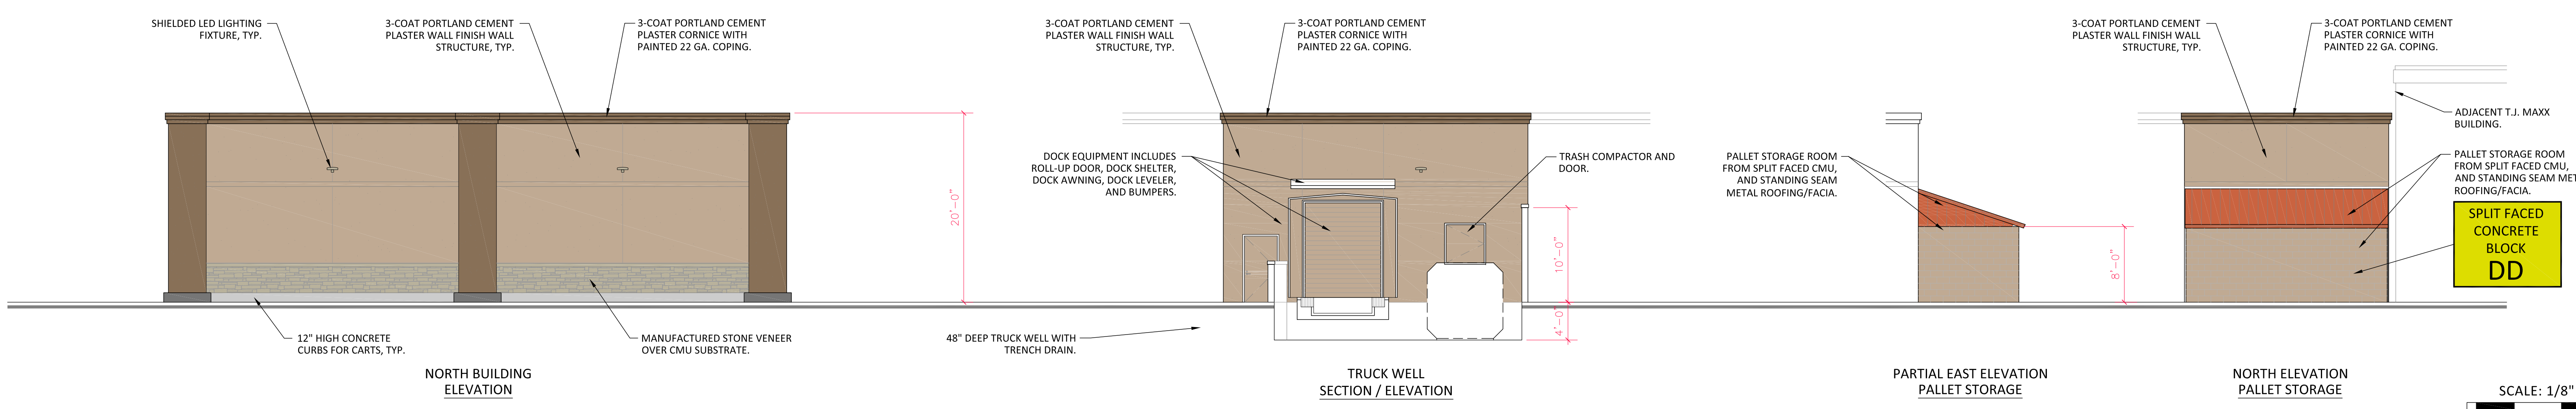 SHIELDED LED LIGHTING
FIXTURE, TYP.
3-COAT PORTLAND CEMENT
PLASTER WALL FINISH WALL
STRUCTURE, TYP.
3-COAT PORTLAND CEMENT
PLASTER CORNICE WITH
PAINTED 22 GA. COPING.
20'-0"
12" HIGH CONCRETE
CURBS FOR CARTS, TYP.
MANUFACTURED STONE VENEER
OVER CMU SUBSTRATE.
NORTH BUILDING
ELEVATION
3-COAT PORTLAND CEMENT
PLASTER WALL FINISH WALL
STRUCTURE, TYP.
3-COAT PORTLAND CEMENT
PLASTER CORNICE WITH
PAINTED 22 GA. COPING.
DOCK EQUIPMENT INCLUDES
ROLL-UP DOOR, DOCK SHELTER,
DOCK AWNING, DOCK LEVELER,
AND BUMPERS.
TRASH COMPACTOR AND
DOOR.
10'-0"
4'-0"
48" DEEP TRUCK WELL WITH
TRENCH DRAIN.
TRUCK WELL
SECTION / ELEVATION
PALLET STORAGE ROOM
FROM SPLIT FACED CMU,
AND STANDING SEAM
METAL ROOFING/FACIA.
8'-0"
PARTIAL EAST ELEVATION
PALLET STORAGE
3-COAT PORTLAND CEMENT
PLASTER WALL FINISH WALL
STRUCTURE, TYP.
3-COAT PORTLAND CEMENT
PLASTER CORNICE WITH
PAINTED 22 GA. COPING.
ADJACENT T.J. MAXX
BUILDING.
PALLET STORAGE ROOM
FROM SPLIT FACED CMU,
AND STANDING SEAM MET
ROOFING/FACIA.
SPLIT FACED
CONCRETE
BLOCK
DD
NORTH ELEVATION
PALLET STORAGE
SCALE: 1/8"